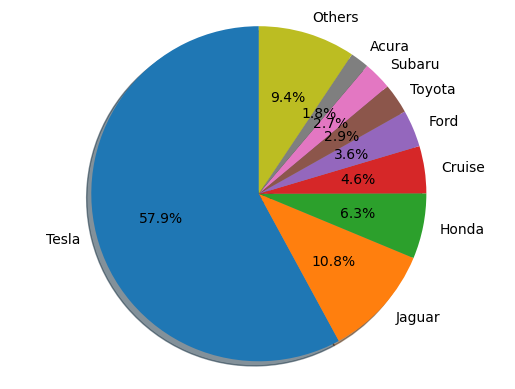 Others
Acura
Subaru
Toyota
Ford
Cruise
Honda
Jaguar
Tesla
9.4%
1.8%
2.7%
2.9%
3.6%
4.6%
6.3%
10.8%
57.9%